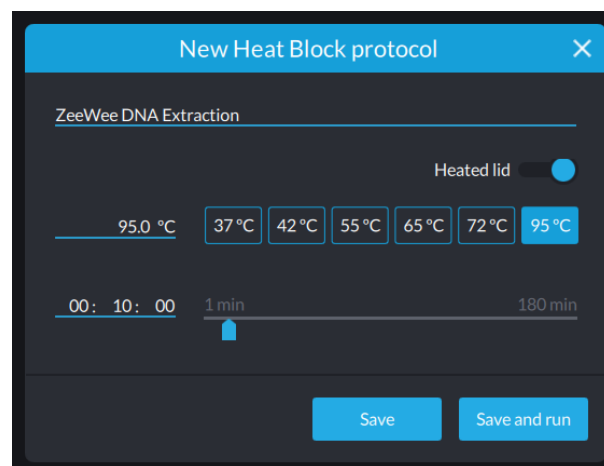 New Heat Block protocol
ZeeWee DNA Extraction
Heated lid
95.0 °C 37 °C 42 °C 55 °C 65 °C 72 °C 95 °C
00: 10: 00 1 min 180 min
Save Save and run